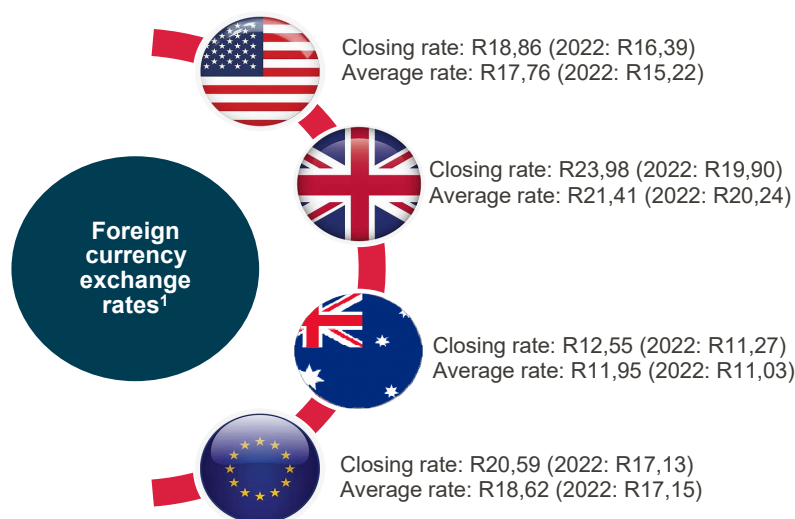 Closing rate: R18,86 (2022: R16,39)
Average rate: R17,76 (2022: R15,22)
Closing rate: R23,98 (2022: R19,90)
Average rate: R21,41 (2022: R20,24)
Foreign
currency
exchange
rates¹
Closing rate: R12,55 (2022: R11,27)
Average rate: R11,95 (2022: R11,03)
Closing rate: R20,59 (2022: R17,13)
Average rate: R18,62 (2022: R17,15)